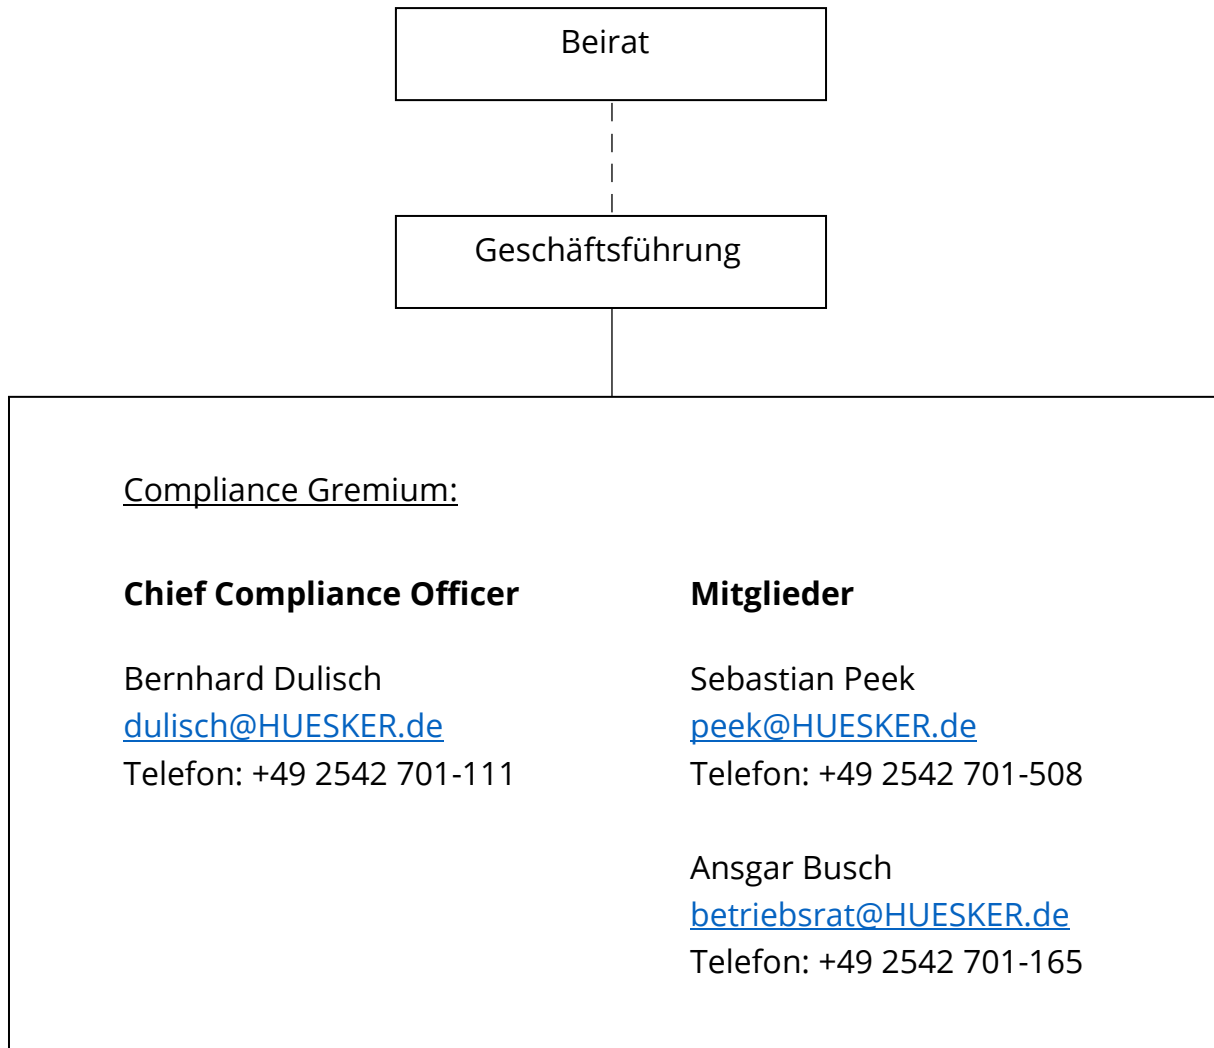 Beirat
Geschäftsführung
Compliance Gremium:
Chief Compliance Officer
Bernhard Dulisch
dulisch@HUESKER.de
Telefon: +49 2542 701-111
Mitglieder
Sebastian Peek
peek@HUESKER.de
Telefon: +49 2542 701-508
Ansgar Busch
betriebsrat@HUESKER.de
Telefon: +49 2542 701-165